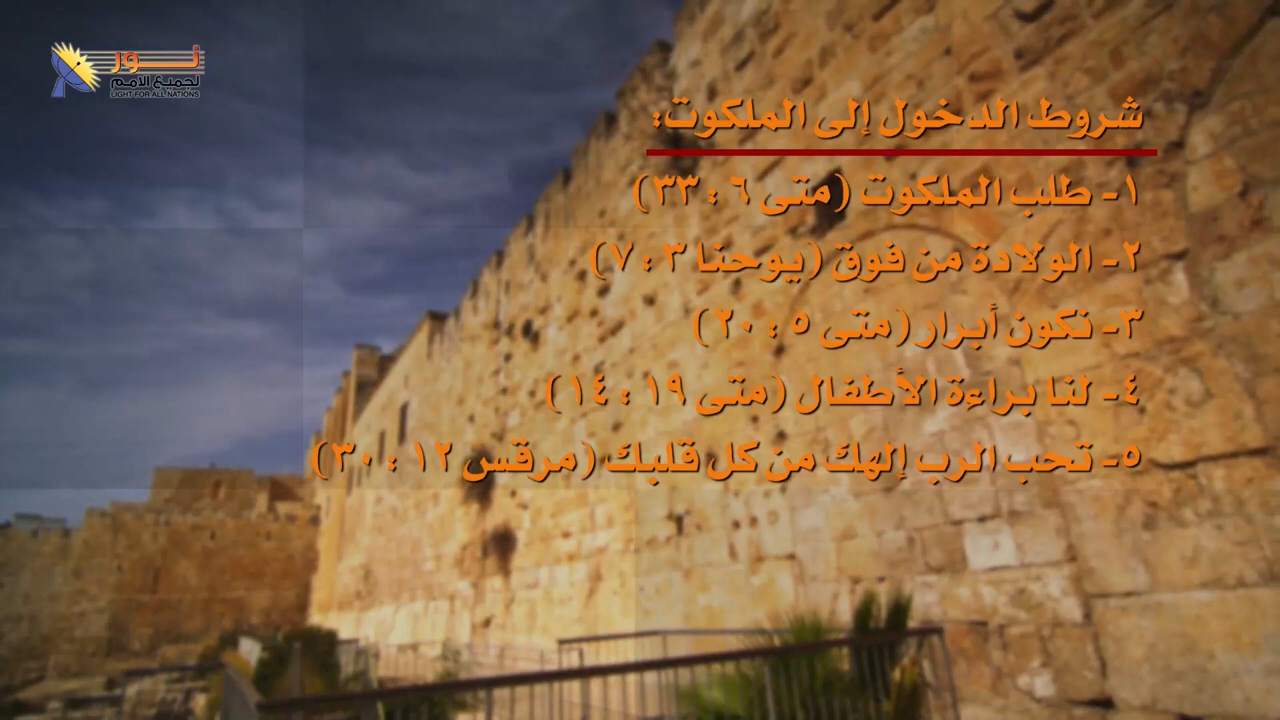 نور
لجميع الأمم
LIGHT FOR ALL NATIONS
شروط الدخول إلى الملكوت:
١- طلب الملكوت (متى ٦ : ٣٣)
٢- الولادة من فوق (يوحنا ٣ : ٧)
٣- نكون أبرار (متى ٥ : ٢٠)
٤- لنا براءة الأطفال (متى ١٩ : ١٤)
٥- تحب الرب إلهك من كل قلبك (مرقس ١٢ : ٣٠)